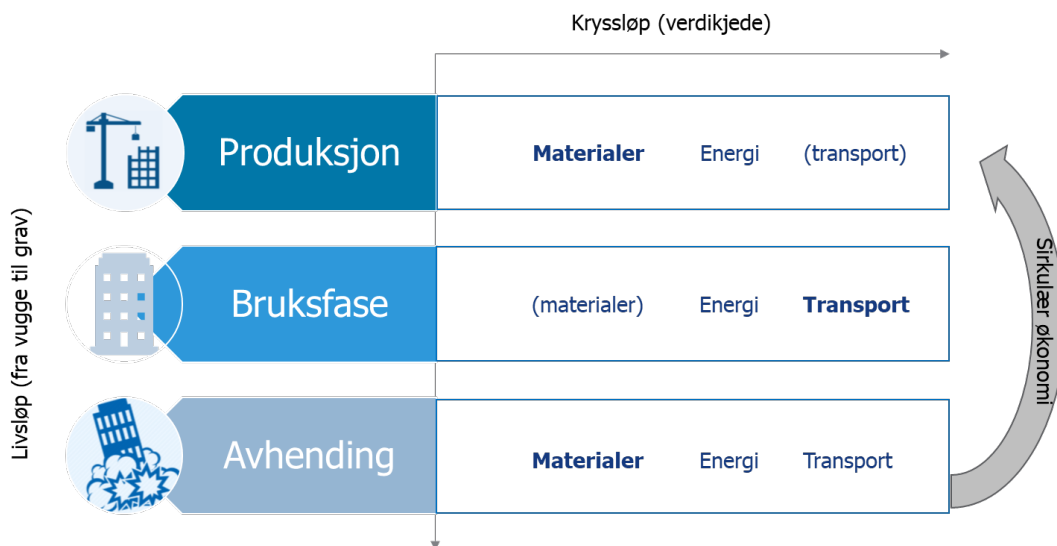 Kryssløp (verdikjede)
Livsløp (fra vugge til grav)
Produksjon
Materialer Energi (transport)
Bruksfase
(materialer) Energi Transport
Avhending
Materialer Energi Transport
Sirkulær økonomi